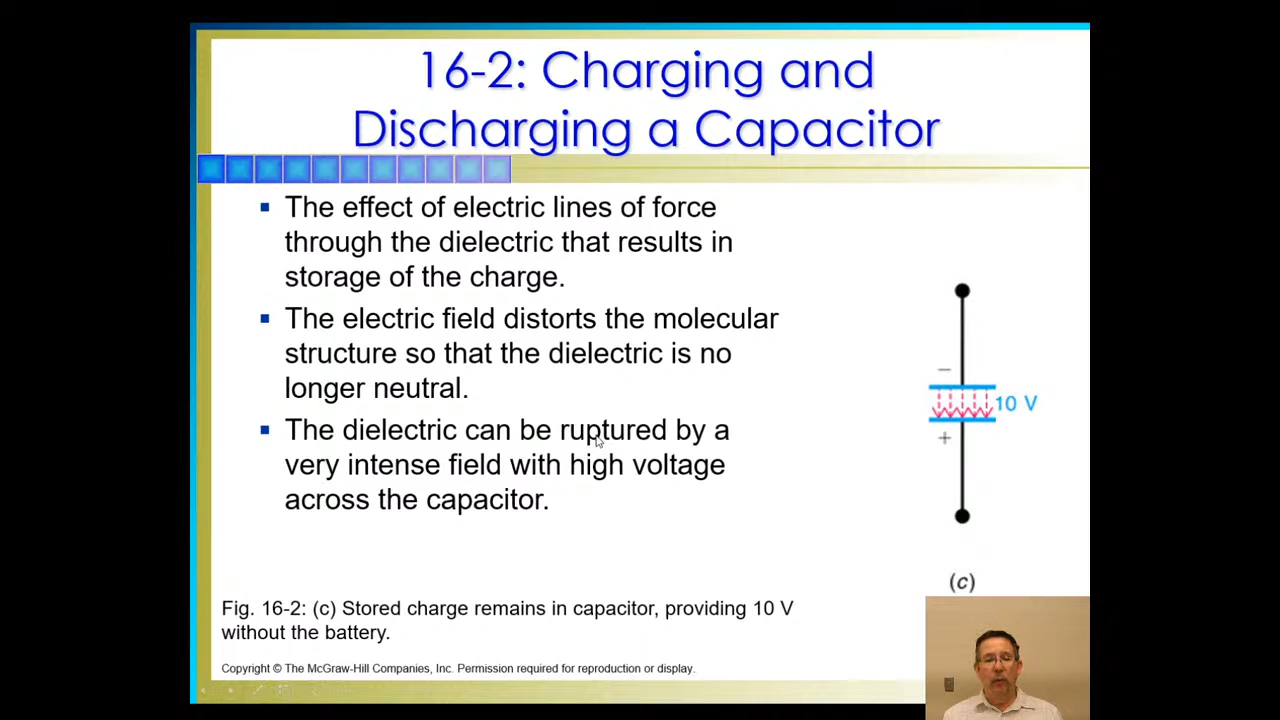 16-2: Charging and
Discharging a Capacitor
The effect of electric lines of force
through the dielectric that results in
storage of the charge.
The electric field distorts the molecular
structure so that the dielectric is no
longer neutral.
The dielectric can be ruptured by a
very intense field with high voltage
across the capacitor.
−
10 V
+
(c)
Fig. 16-2: (c) Stored charge remains in capacitor, providing 10 V
without the battery.
Copyright © The McGraw-Hill Companies, Inc. Permission required for reproduction or display.